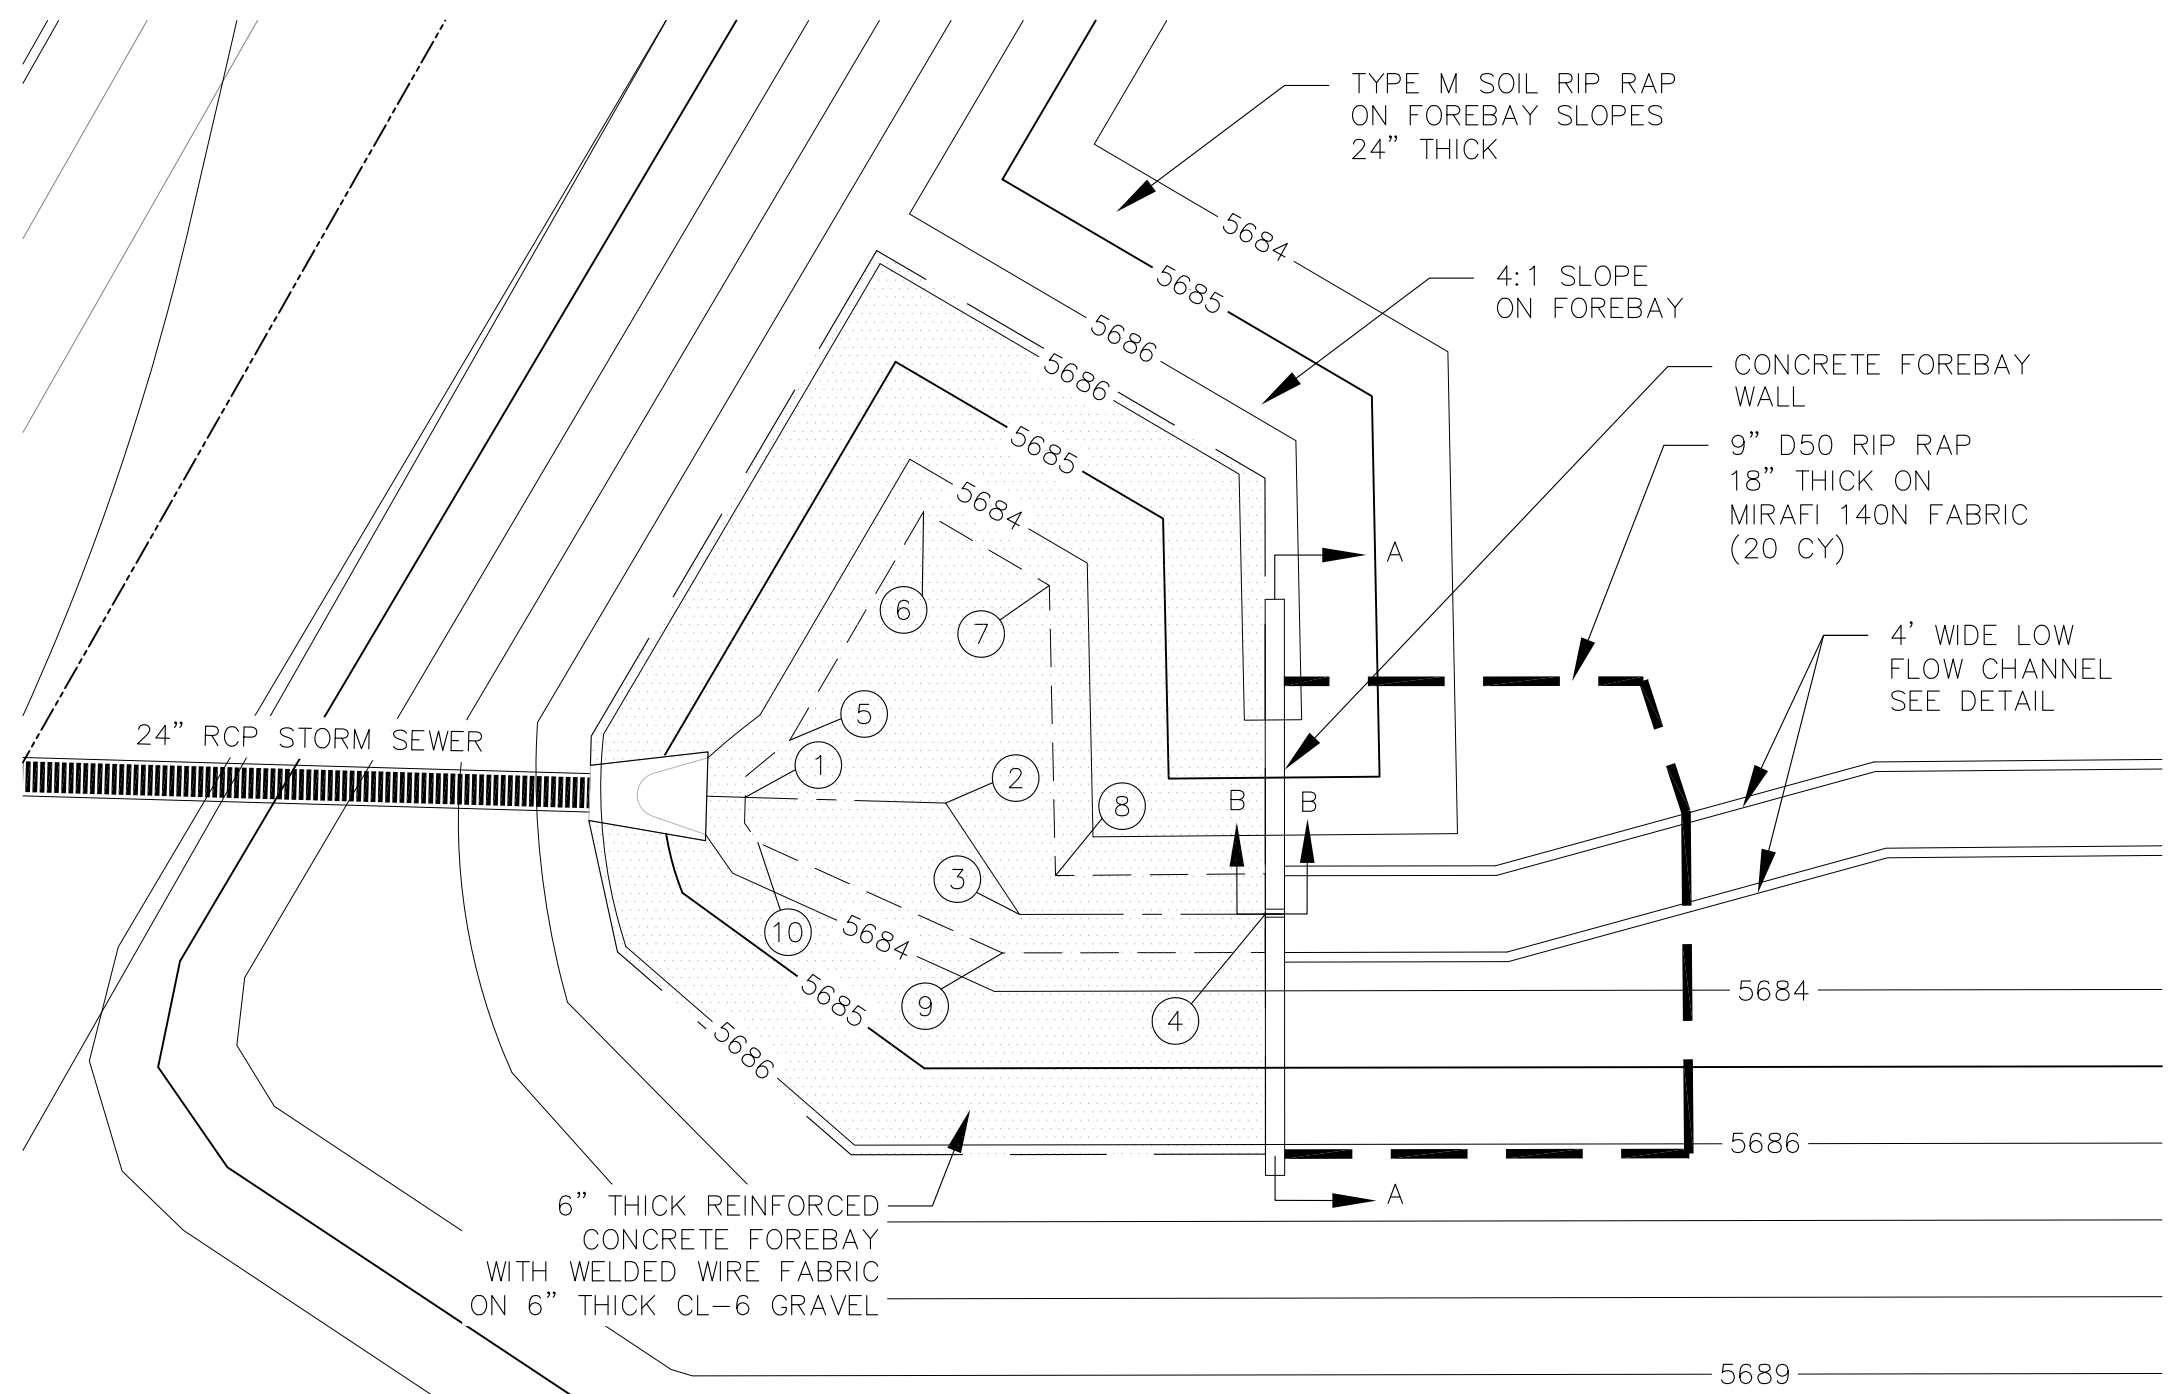 TYPE M SOIL RIP RAP
ON FOREBAY SLOPES
24" THICK
5684
5685
4:1 SLOPE
ON FOREBAY
5686
5686
CONCRETE FOREBAY
WALL
5685
9" D50 RIP RAP
18" THICK ON
MIRAFI 140N FABRIC
(20 CY)
5684
A
6
7
4' WIDE LOW
FLOW CHANNEL
SEE DETAIL
5
24" RCP STORM SEWER
1
2
8
B
B
3
10
5684
5685
9
4
5684
5686
5686
A
6" THICK REINFORCED
CONCRETE FOREBAY
WITH WELDED WIRE FABRIC
ON 6" THICK CL-6 GRAVEL
5689